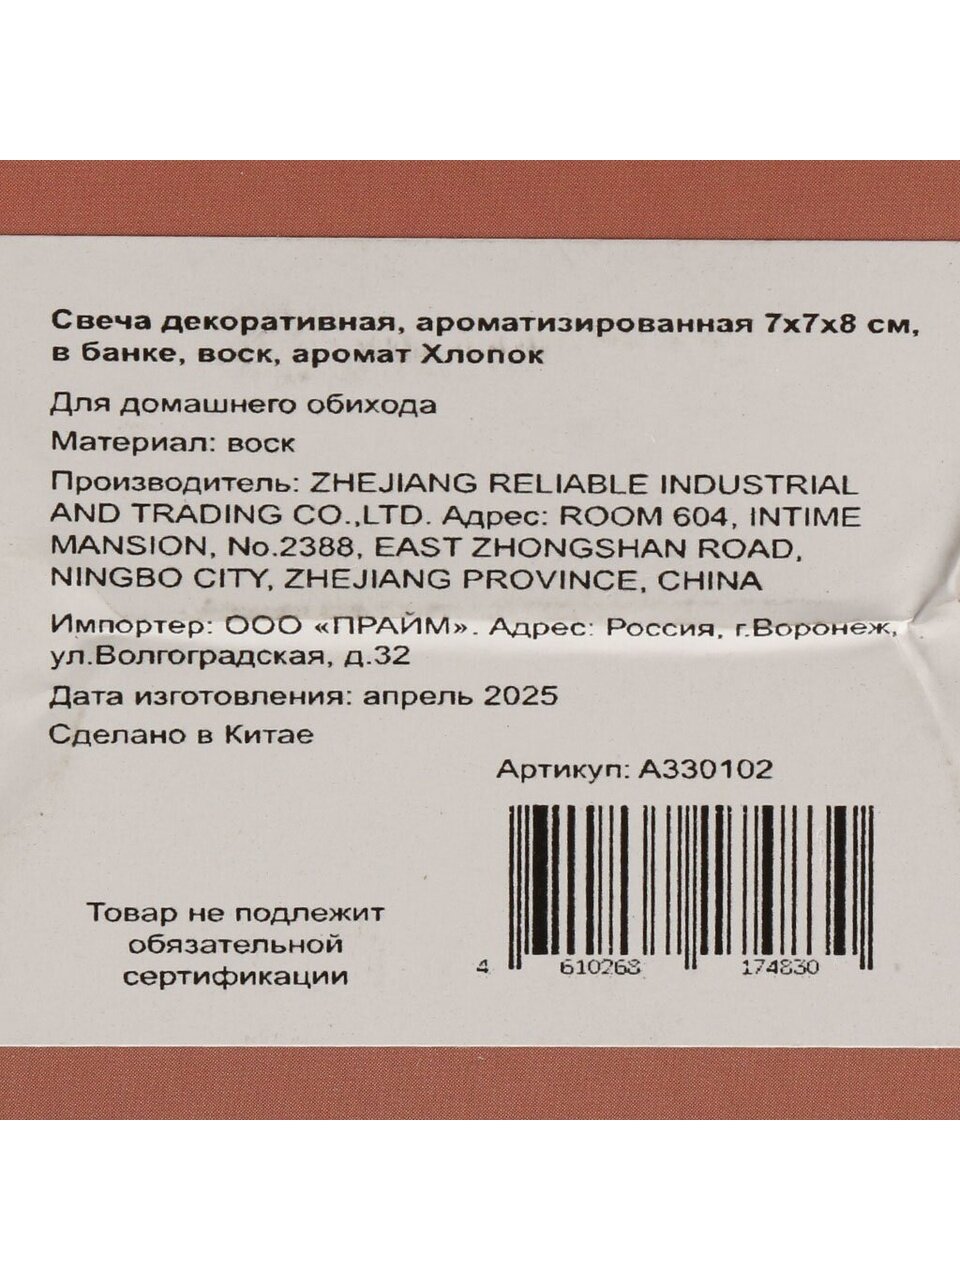 Свеча декоративная, ароматизированная 7х7х8 см,
в банке, воск, аромат Хлопок
Для домашнего обихода
Материал: воск
Производитель: ZHEJIANG RELIABLE INDUSTRIAL
AND TRADING CO.,LTD. Адрес: ROOM 604, INTIME
MANSION, No.2388, EAST ZHONGSHAN ROAD,
NINGBO CITY, ZHEJIANG PROVINCE, CHINA
Импортер: ООО «ПРАЙМ». Адрес: Россия, г.Воронеж,
ул.Волгоградская, д.32
Дата изготовления: апрель 2025
Сделано в Китае
Артикул: А330102
Товар не подлежит
обязательной
сертификации
4 610268 174830